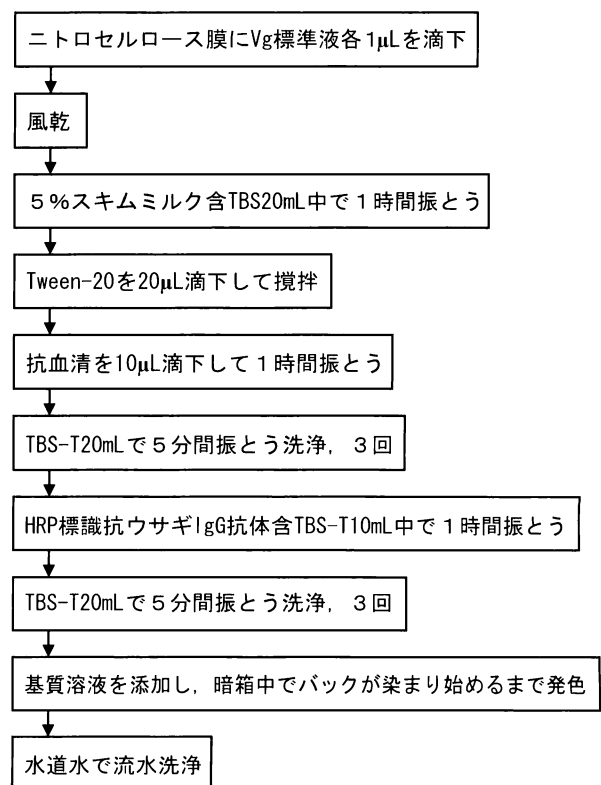 ニトロセルロース膜にVg標準液各1μLを滴下
風乾
5%スキムミルク含TBS20mL中で1時間振とう
Tween-20を20μL滴下して撹拌
抗血清を10μL滴下して1時間振とう
TBS-T20mLで5分間振とう洗浄，3回
HRP標識抗ウサギIgG抗体含TBS-T10mL中で1時間振とう
TBS-T20mLで5分間振とう洗浄，3回
基質溶液を添加し，暗箱中でバックが染まり始めるまで発色
水道水で流水洗浄